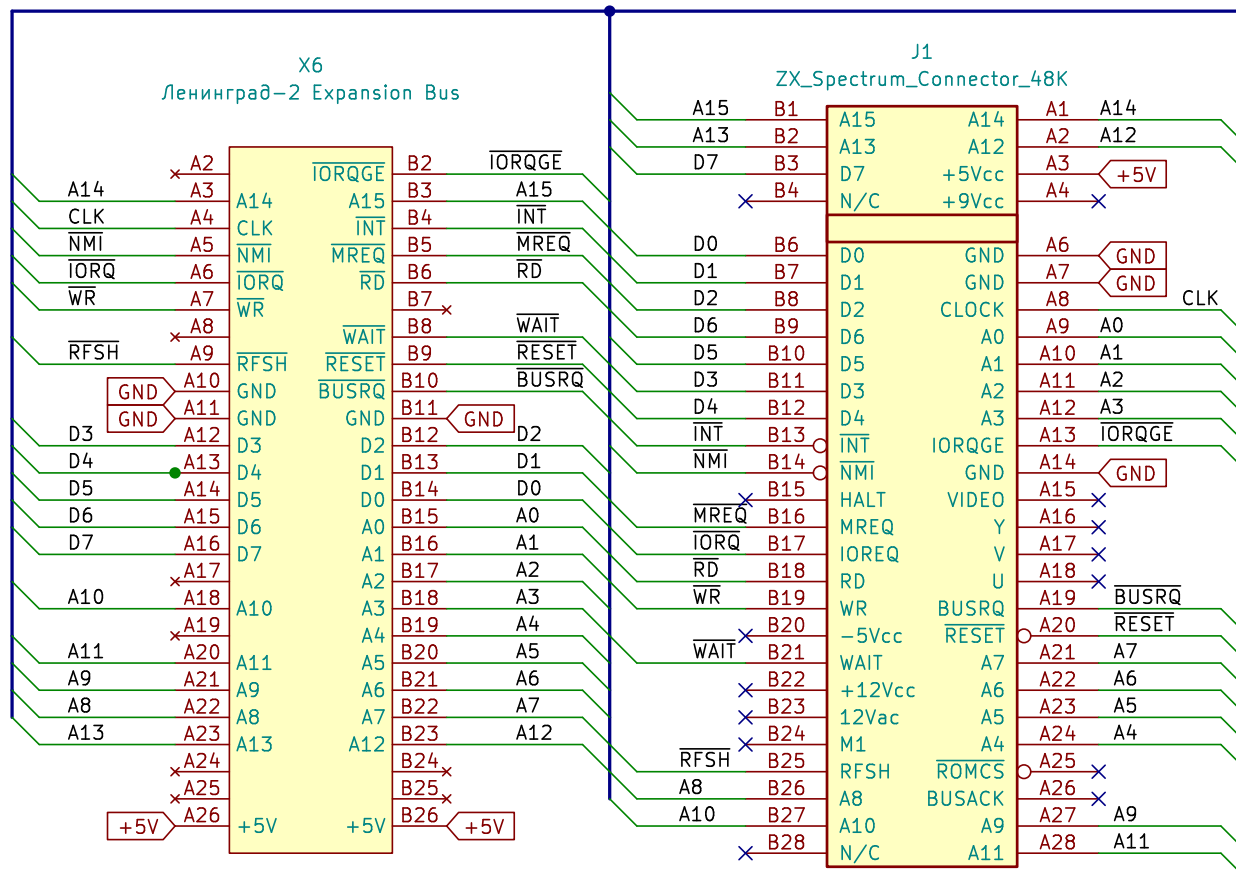 X6
Ленинград-2 Expansion Bus
A2
A14 A3 A14
CLK A4 CLK
NMI A5 NMI
IORQ A6 IORQ
WR A7 WR
A8
RFSH A9 RFSH
GND A10 GND
GND A11 GND
D3 A12 D3
D4 A13 D4
D5 A14 D5
D6 A15 D6
D7 A16 D7
A17
A10 A18 A10
A19
A11 A20 A11
A9 A21 A9
A8 A22 A8
A13 A23 A13
A24
A25
+5V A26 +5V
IORQGE B2 IORQGE
A15 B3 A15
INT B4 INT
MREQ B5 MREQ
RD B6 RD
B7
WAIT B8 WAIT
RESET B9 RESET
BUSRQ B10 BUSRQ
GND B11 GND
D2 B12 D2
D1 B13 D1
D0 B14 D0
A0 B15 A0
A1 B16 A1
A2 B17 A2
A3 B18 A3
A4 B19 A4
A5 B20 A5
A6 B21 A6
A7 B22 A7
A12 B23 A12
B24
B25
+5V B26 +5V
J1
ZX_Spectrum_Connector_48K
A15 B1 A15
A13 B2 A13
D7 B3 D7
B4 N/C
D0 B6 D0
D1 B7 D1
D2 B8 D2
D6 B9 D6
D5 B10 D5
D3 B11 D3
D4 B12 D4
INT B13 INT
NMI B14 NMI
B15 HALT
MREQ B16 MREQ
IORQ B17 IOREQ
RD B18 RD
WR B19 WR
B20 -5Vcc
WAIT B21 WAIT
B22 +12Vcc
B23 12Vac
B24 M1
RFSH B25 RFSH
A8 B26 A8
A10 B27 A10
B28 N/C
A14 A1 A14
A12 A2 A12
+5Vcc A3 +5V
+9Vcc A4
GND A6 GND
GND A7 GND
CLOCK A8 CLK
A0 A9 A0
A1 A10 A1
A2 A11 A2
A3 A12 A3
IORQGE A13 IORQGE
GND A14 GND
VIDEO A15
Y A16
V A17
U A18
BUSRQ A19 BUSRQ
RESET A20 RESET
A7 A21 A7
A6 A22 A6
A5 A23 A5
A4 A24 A4
ROMCS A25
BUSACK A26
A9 A27 A9
A11 A28 A11